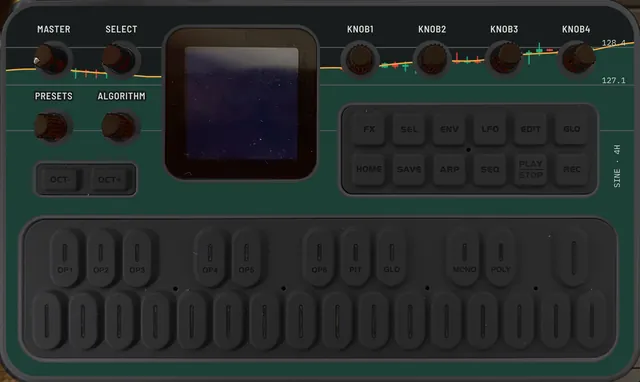 MASTER SELECT KNOB1 KNOB2 KNOB3 KNOB4
128.4
127.1
PRESETS ALGORITHM
FX SEL ENV LFO EDIT GLO
HOME SAVE ARP SEQ PLAY STOP REC
OCT- OCT+
SINE · 4H
OP1 OP2 OP3 OP4 OP5 OP6 PIT GLD MONO POLY